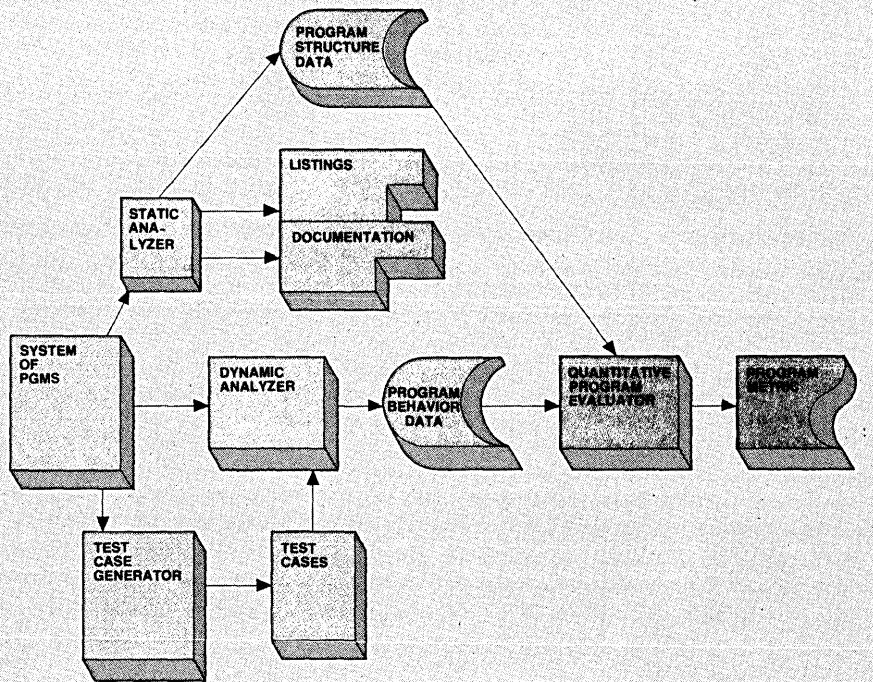 PROGRAM
STRUCTURE
DATA
LISTINGS
STATIC
ANA-
LYZER
DOCUMENTATION
SYSTEM
OF
PGMS
DYNAMIC
ANALYZER
PROGRAM
BEHAVIOR
DATA
QUANTITATIVE
PROGRAM
EVALUATOR
PROGRAM
METRIC
TEST
CASE
GENERATOR
TEST
CASES